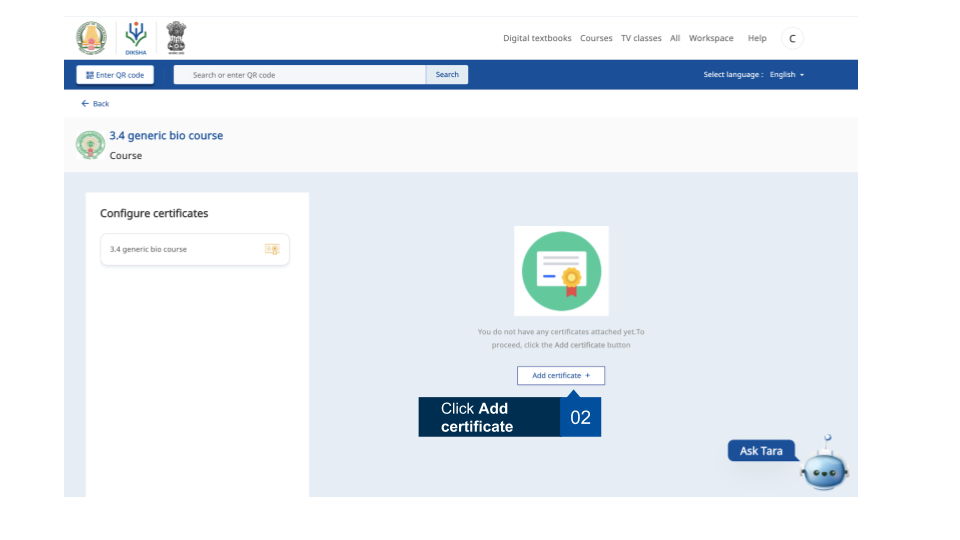 DIKSHA
Digital textbooks Courses TV classes All Workspace Help C
Enter QR code Search or enter QR code Search Select language : English
Back
3.4 generic bio course
Course
Configure certificates
3.4 generic bio course
You do not have any certificates attached yet.To
proceed, click the Add certificate button
Add certificate +
Click Add
certificate
02
Ask Tara